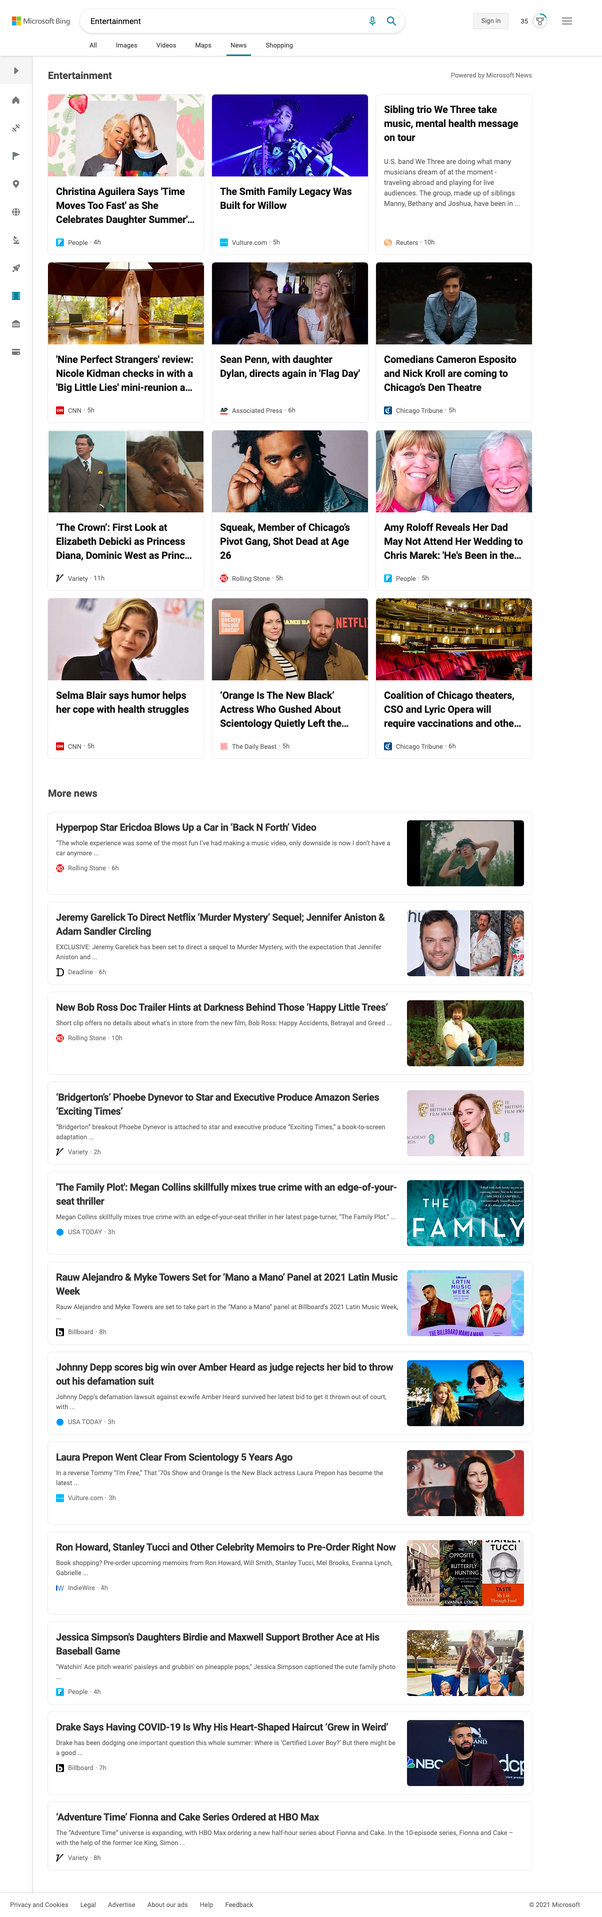 Microsoft Bing
Entertainment
Sign in
35
All Images Videos Maps News Shopping
Entertainment
Powered by Microsoft News
Christina Aguilera Says 'Time
Moves Too Fast' as She
Celebrates Daughter Summer'...
People · 4h
The Smith Family Legacy Was
Built for Willow
Vulture.com · 5h
Sibling trio We Three take
music, mental health message
on tour
U.S. band We Three are doing what many
musicians dream of at the moment -
traveling abroad and playing for live
audiences. The group, made up of siblings
Manny, Bethany and Joshua, have been in ...
Reuters · 10h
'Nine Perfect Strangers' review:
Nicole Kidman checks in with a
'Big Little Lies' mini-reunion a...
CNN · 5h
Sean Penn, with daughter
Dylan, directs again in 'Flag Day'
AP
Associated Press · 6h
Comedians Cameron Esposito
and Nick Kroll are coming to
Chicago's Den Theatre
Chicago Tribune · 5h
'The Crown': First Look at
Elizabeth Debicki as Princess
Diana, Dominic West as Princ...
Variety · 11h
Squeak, Member of Chicago's
Pivot Gang, Shot Dead at Age
26
Rolling Stone · 5h
Amy Roloff Reveals Her Dad
May Not Attend Her Wedding to
Chris Marek: 'He's Been in the...
People · 5h
Selma Blair says humor helps
her cope with health struggles
CNN · 5h
film
society
lincoln
center
NETFLI
'Orange Is The New Black'
Actress Who Gushed About
Scientology Quietly Left the...
The Daily Beast · 5h
Coalition of Chicago theaters,
CSO and Lyric Opera will
require vaccinations and othe...
Chicago Tribune · 6h
More news
Hyperpop Star Ericdoa Blows Up a Car in 'Back N Forth' Video
"The whole experience was some of the most fun I've had making a music video, only downside is now I don't have a
car anymore ...
Rolling Stone · 6h
Jeremy Garelick To Direct Netflix 'Murder Mystery' Sequel; Jennifer Aniston &
Adam Sandler Circling
EXCLUSIVE: Jeremy Garelick has been set to direct a sequel to Murder Mystery, with the expectation that Jennifer
Aniston and ...
Deadline · 6h
hu
New Bob Ross Doc Trailer Hints at Darkness Behind Those 'Happy Little Trees'
Short clip offers no details about what's in store from the new film, Bob Ross: Happy Accidents, Betrayal and Greed ...
Rolling Stone · 10h
'Bridgerton's' Phoebe Dynevor to Star and Executive Produce Amazon Series
'Exciting Times'
"Bridgerton" breakout Phoebe Dynevor is attached to star and executive produce "Exciting Times," a book-to-screen
adaptation ...
Variety · 2h
'The Family Plot': Megan Collins skillfully mixes true crime with an edge-of-your-
seat thriller
Megan Collins skillfully mixes true crime with an edge-of-your-seat thriller in her latest page-turner, "The Family Plot." ...
USA TODAY · 3h
THE
FAMILY
Rauw Alejandro & Myke Towers Set for 'Mano a Mano' Panel at 2021 Latin Music
Week
Rauw Alejandro and Myke Towers are set to take part in the "Mano a Mano" panel at Billboard's 2021 Latin Music Week,
...
Billboard · 8h
LATIN
MUSIC
WEEK
THE BILLBOARD MANO A MANO
Johnny Depp scores big win over Amber Heard as judge rejects her bid to throw
out his defamation suit
Johnny Depp's defamation lawsuit against ex-wife Amber Heard survived her latest bid to get it thrown out of court,
with ...
USA TODAY · 3h
Laura Prepon Went Clear From Scientology 5 Years Ago
In a reverse Tommy "I'm Free," That '70s Show and Orange Is the New Black actress Laura Prepon has become the
latest ...
Vulture.com · 3h
Ron Howard, Stanley Tucci and Other Celebrity Memoirs to Pre-Order Right Now
Book shopping? Pre-order upcoming memoirs from Ron Howard, Will Smith, Stanley Tucci, Mel Brooks, Evanna Lynch,
Gabrielle ...
IndieWire · 4h
OYS
THE
OPPOSITE
OF
BUTTERFLY
HUNTING
EVANNA LYNCH
STANLEY
TUCCI
TASTE
My Life
Through Food
Jessica Simpson's Daughters Birdie and Maxwell Support Brother Ace at His
Baseball Game
"Watchin' Ace pitch wearin' paisleys and grubbin' on pineapple pops," Jessica Simpson captioned the cute family photo
...
People · 4h
Drake Says Having COVID-19 Is Why His Heart-Shaped Haircut 'Grew in Weird'
Drake has been dodging one important question this whole summer: Where is 'Certified Lover Boy?' But there might be
a good ...
Billboard · 7h
NBC
dcp
'Adventure Time' Fionna and Cake Series Ordered at HBO Max
The "Adventure Time" universe is expanding, with HBO Max ordering a new half-hour series about Fionna and Cake. In the 10-episode series, Fionna and Cake –
with the help of the former Ice King, Simon ...
Variety · 8h
Privacy and Cookies Legal Advertise About our ads Help Feedback
© 2021 Microsoft